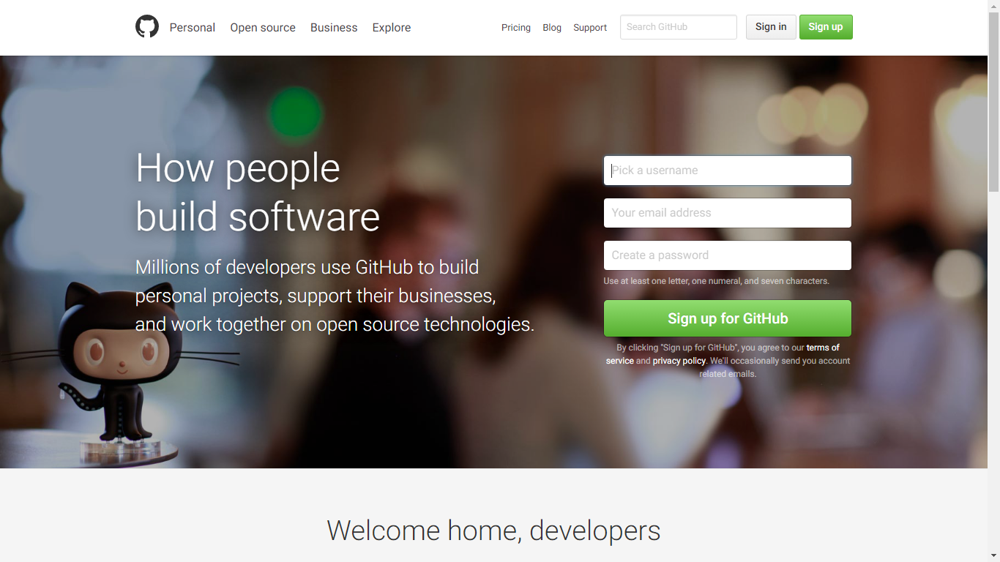 Personal Open source Business Explore Pricing Blog Support Search GitHub Sign in Sign up
How people
build software
Millions of developers use GitHub to build
personal projects, support their businesses,
and work together on open source technologies.
Pick a username
Your email address
Create a password
Use at least one letter, one numeral, and seven characters.
Sign up for GitHub
By clicking "Sign up for GitHub", you agree to our terms of
service and privacy policy. We'll occasionally send you account
related emails.
Welcome home, developers